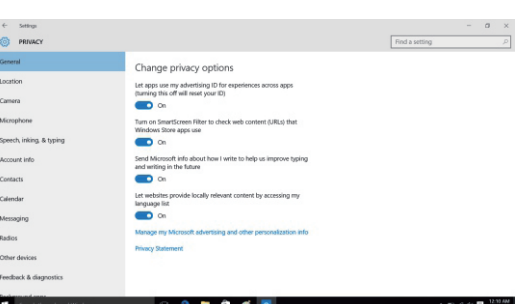 Settings
PRIVACY
Find a setting
General
Location
Camera
Microphone
Speech, inking, & typing
Account info
Contacts
Calendar
Messaging
Radios
Other devices
Feedback & diagnostics
Background apps
Change privacy options
Let apps use my advertising ID for experiences across apps
(turning this off will reset your ID)
On
Turn on SmartScreen Filter to check web content (URLs) that
Windows Store apps use
On
Send Microsoft info about how I write to help us improve typing
and writing in the future
On
Let websites provide locally relevant content by accessing my
language list
On
Manage my Microsoft advertising and other personalization info
Privacy Statement
12:10 AM